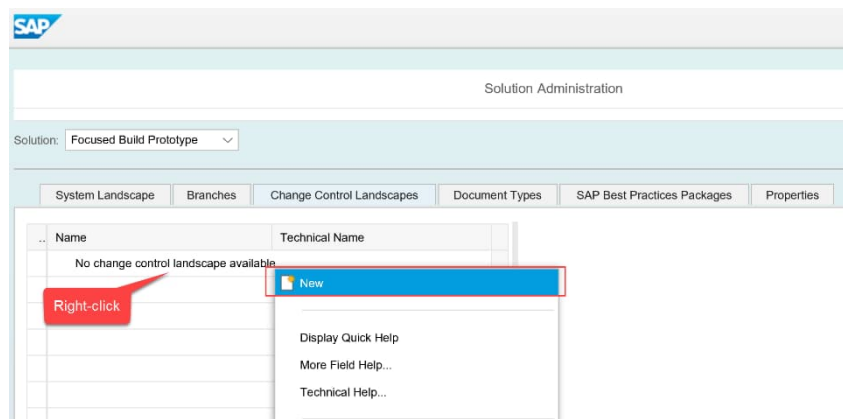 SAP
Solution Administration
Solution: Focused Build Prototype
System Landscape Branches Change Control Landscapes Document Types SAP Best Practices Packages Properties
.. Name Technical Name
No change control landscape available
New
Right-click
Display Quick Help
More Field Help...
Technical Help...